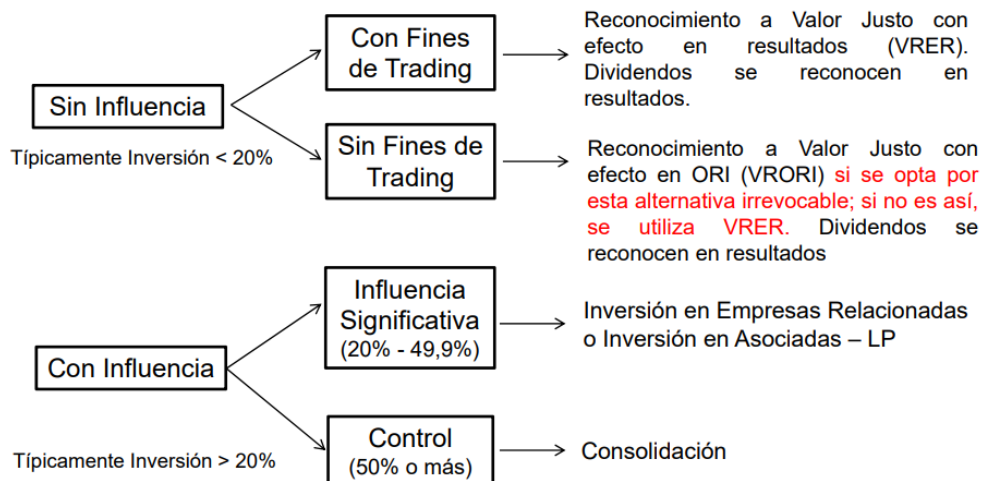 Con Fines
de Trading
Reconocimiento a Valor Justo con
efecto en resultados (VRER).
Dividendos se reconocen en
resultados.
Sin Influencia
Típicamente Inversión < 20%
Sin Fines de
Trading
Reconocimiento a Valor Justo con
efecto en ORI (VRORI) si se opta por
esta alternativa irrevocable; si no es así,
se utiliza VRER. Dividendos se
reconocen en resultados
Influencia
Significativa
(20% - 49,9%)
Inversión en Empresas Relacionadas
o Inversión en Asociadas – LP
Con Influencia
Típicamente Inversión > 20%
Control
(50% o más)
Consolidación